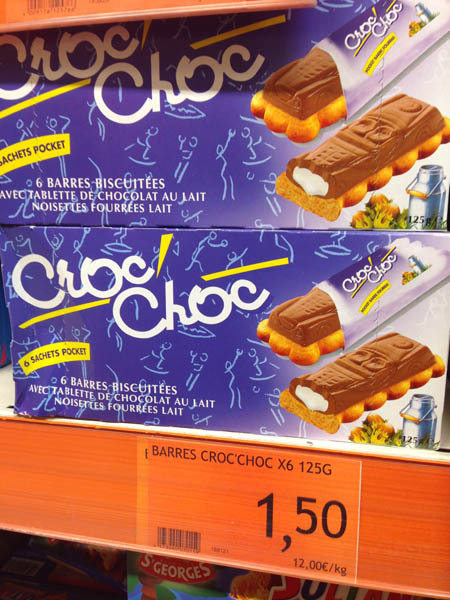 Croc'
Choc
SACHETS POCKET
6 BARRES BISCUITÉES
AVEC TABLETTE DE CHOCOLAT AU LAIT
NOISETTES FOURRÉES LAIT
Croc'
Choc
125g e
Croc'
Choc
6 SACHETS POCKET
6 BARRES BISCUITÉES
AVEC TABLETTE DE CHOCOLAT AU LAIT
NOISETTES FOURRÉES LAIT
Croc'
Choc
125g e
BARRES CROC'CHOC X6 125G
1,50
12,00€/kg
S'GEORGES